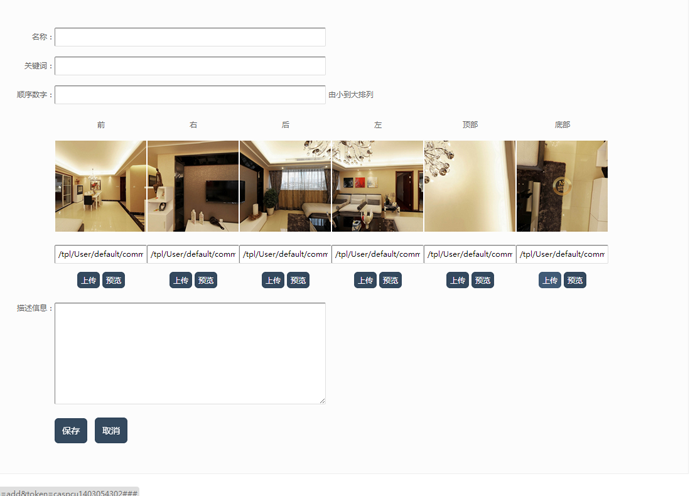 名称：
关键词：
顺序数字： 由小到大排列
前 右 后 左 顶部 底部
/tpl/User/default/comm /tpl/User/default/comm /tpl/User/default/comm /tpl/User/default/comm /tpl/User/default/comm /tpl/User/default/comm
上传 预览 上传 预览 上传 预览 上传 预览 上传 预览 上传 预览
描述信息：
保存 取消